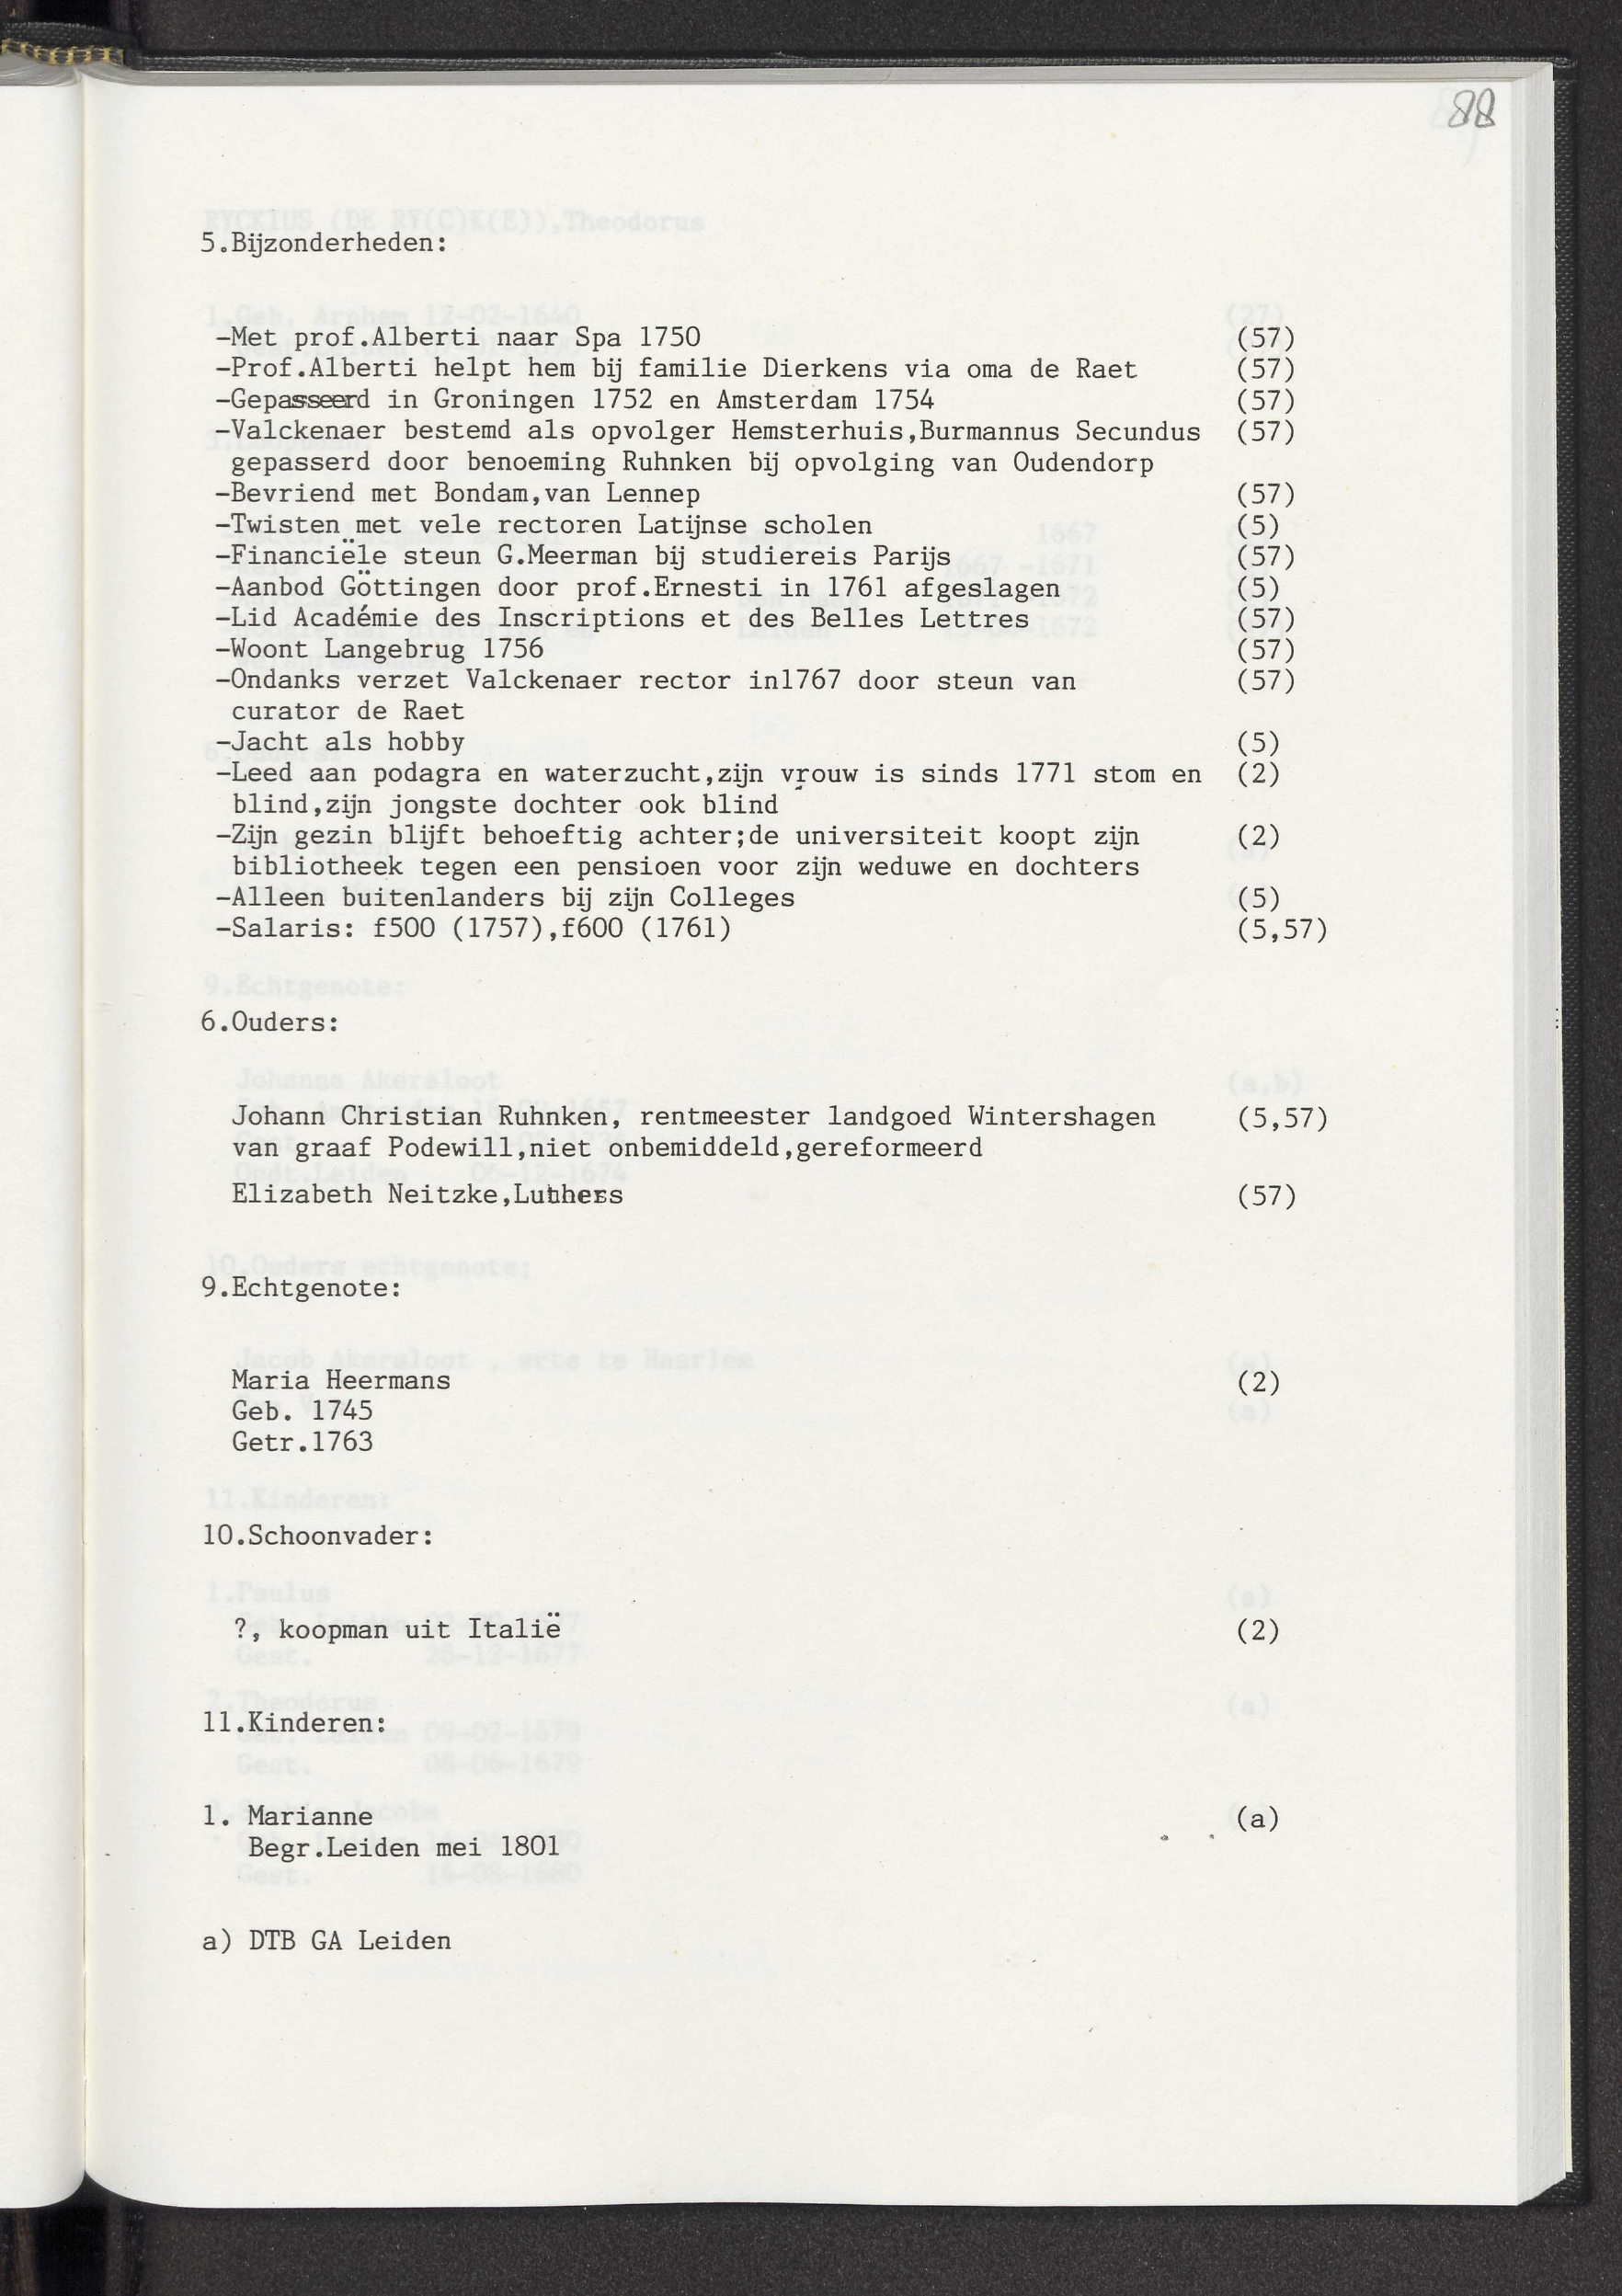 88
5.Bijzonderheden:
-Met prof.Alberti naar Spa 1750 (57)
-Prof.Alberti helpt hem bij familie Dierkens via oma de Raet (57)
-Gepasseerd in Groningen 1752 en Amsterdam 1754 (57)
-Valckenaer bestemd als opvolger Hemsterhuis,Burmannus Secundus (57)
gepasserd door benoeming Ruhnken bij opvolging van Oudendorp
-Bevriend met Bondam,van Lennep (57)
-Twisten met vele rectoren Latijnse scholen (5)
-Financiële steun G.Meerman bij studiereis Parijs (57)
-Aanbod Göttingen door prof.Ernesti in 1761 afgeslagen (5)
-Lid Académie des Inscriptions et des Belles Lettres (57)
-Woont Langebrug 1756 (57)
-Ondanks verzet Valckenaer rector in1767 door steun van (57)
curator de Raet
-Jacht als hobby (5)
-Leed aan podagra en waterzucht,zijn vrouw is sinds 1771 stom en (2)
blind,zijn jongste dochter ook blind
-Zijn gezin blijft behoeftig achter;de universiteit koopt zijn (2)
bibliotheek tegen een pensioen voor zijn weduwe en dochters
-Alleen buitenlanders bij zijn Colleges (5)
-Salaris: f500 (1757),f600 (1761) (5,57)
6.Ouders:
Johann Christian Ruhnken, rentmeester landgoed Wintershagen (5,57)
van graaf Podewill,niet onbemiddeld,gereformeerd
Elizabeth Neitzke,Luthers (57)
9.Echtgenote:
Maria Heermans (2)
Geb. 1745
Getr.1763
10.Schoonvader:
?, koopman uit Italië (2)
11.Kinderen:
1. Marianne (a)
Begr.Leiden mei 1801
a) DTB GA Leiden